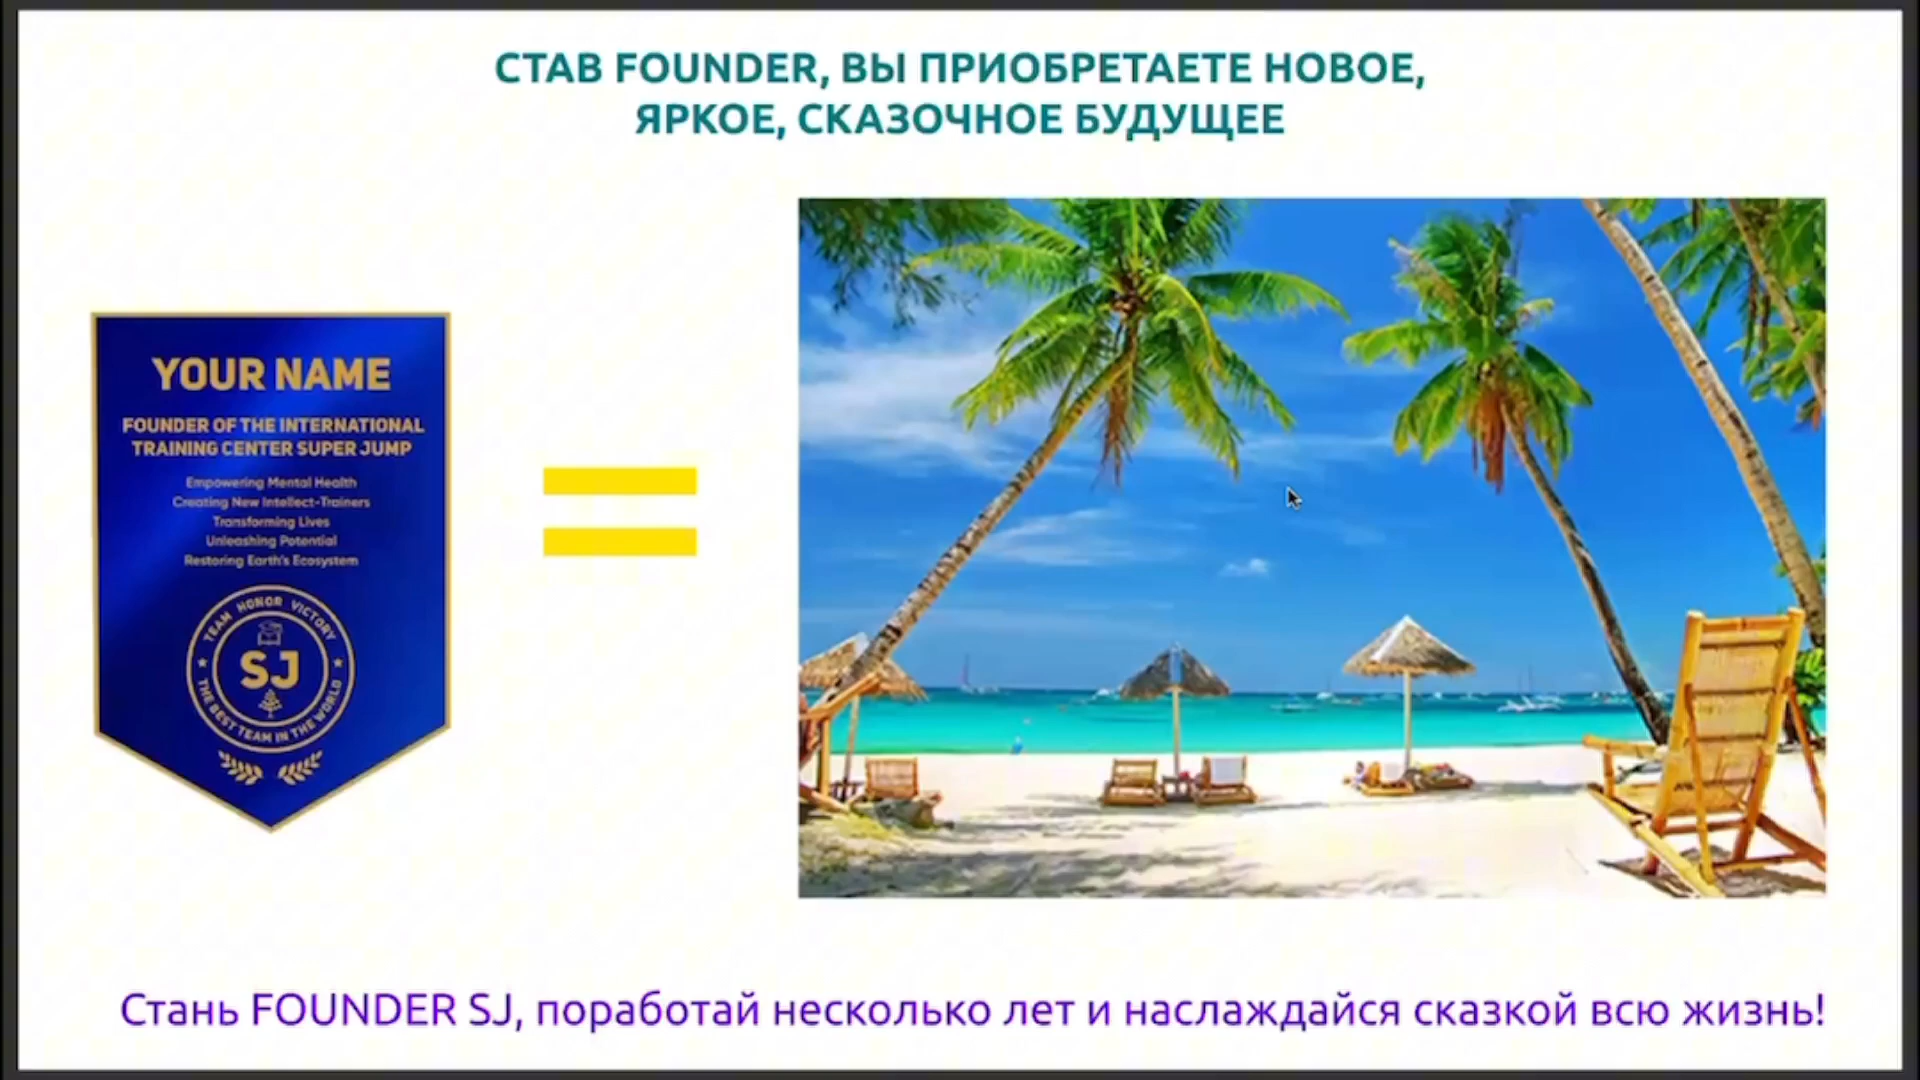 СТАВ FOUNDER, ВЫ ПРИОБРЕТАЕТЕ НОВОЕ,
ЯРКОЕ, СКАЗОЧНОЕ БУДУЩЕЕ
YOUR NAME
FOUNDER OF THE INTERNATIONAL
TRAINING CENTER SUPER JUMP
Empowering Mental Health
Creating New Intellect-Trainers
Transforming Lives
Unleashing Potential
Restoring Earth's Ecosystem
TEAM HONOR VICTORY
SJ
THE BEST TEAM IN THE WORLD
Стань FOUNDER SJ, поработай несколько лет и наслаждайся сказкой всю жизнь!